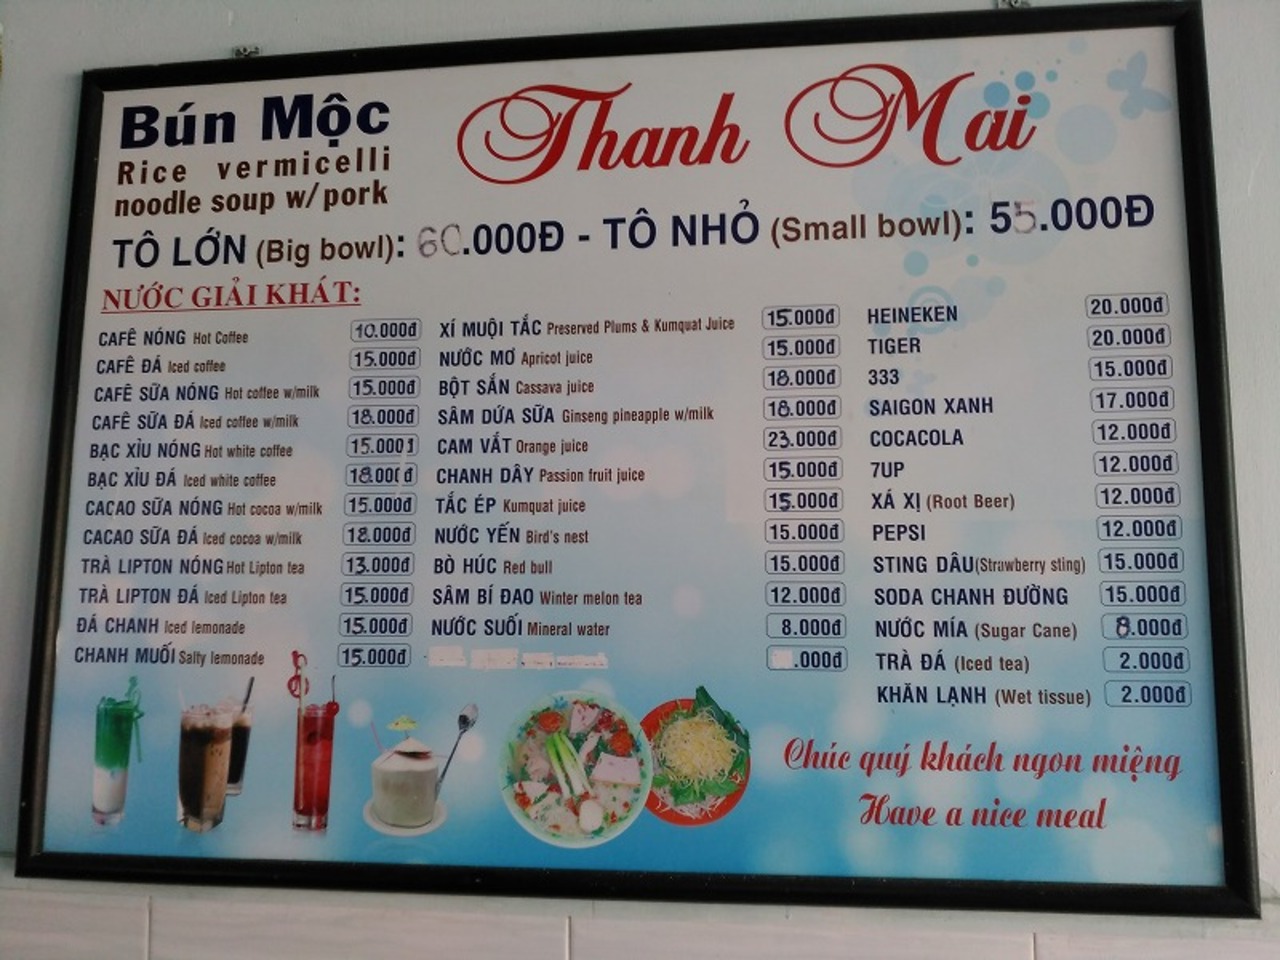 Bún Mộc
Rice vermicelli
noodle soup w/pork
Thanh Mai
TÔ LỚN (Big bowl): 60.000Đ - TÔ NHỎ (Small bowl): 55.000Đ
NƯỚC GIẢI KHÁT:
CAFÊ NÓNG Hot Coffee 10.000đ
CAFÊ ĐÁ Iced coffee 15.000đ
CAFÊ SỮA NÓNG Hot coffee w/milk 15.000đ
CAFÊ SỮA ĐÁ Iced coffee w/milk 18.000đ
BẠC XỈU NÓNG Hot white coffee 15.000đ
BẠC XỈU ĐÁ Iced white coffee 18.000đ
CACAO SỮA NÓNG Hot cocoa w/milk 15.000đ
CACAO SỮA ĐÁ Iced cocoa w/milk 18.000đ
TRÀ LIPTON NÓNG Hot Lipton tea 13.000đ
TRÀ LIPTON ĐÁ Iced Lipton tea 15.000đ
ĐÁ CHANH Iced lemonade 15.000đ
CHANH MUỐI Salty lemonade 15.000đ
XÍ MUỘI TẮC Preserved Plums & Kumquat Juice 15.000đ
NƯỚC MƠ Apricot juice 15.000đ
BỘT SẮN Cassava juice 18.000đ
SÂM DỨA SỮA Ginseng pineapple w/milk 18.000đ
CAM VẮT Orange juice 23.000đ
CHANH DÂY Passion fruit juice 15.000đ
TẮC ÉP Kumquat juice 15.000đ
NƯỚC YẾN Bird's nest 15.000đ
BÒ HÚC Red bull 15.000đ
SÂM BÍ ĐAO Winter melon tea 12.000đ
NƯỚC SUỐI Mineral water 8.000đ
.000đ
HEINEKEN 20.000đ
TIGER 20.000đ
333 15.000đ
SAIGON XANH 17.000đ
COCACOLA 12.000đ
7UP 12.000đ
XÁ XỊ (Root Beer) 12.000đ
PEPSI 12.000đ
STING DÂU(Strawberry sting) 15.000đ
SODA CHANH ĐƯỜNG 15.000đ
NƯỚC MÍA (Sugar Cane) 8.000đ
TRÀ ĐÁ (Iced tea) 2.000đ
KHĂN LẠNH (Wet tissue) 2.000đ
Chúc quý khách ngon miệng
Have a nice meal